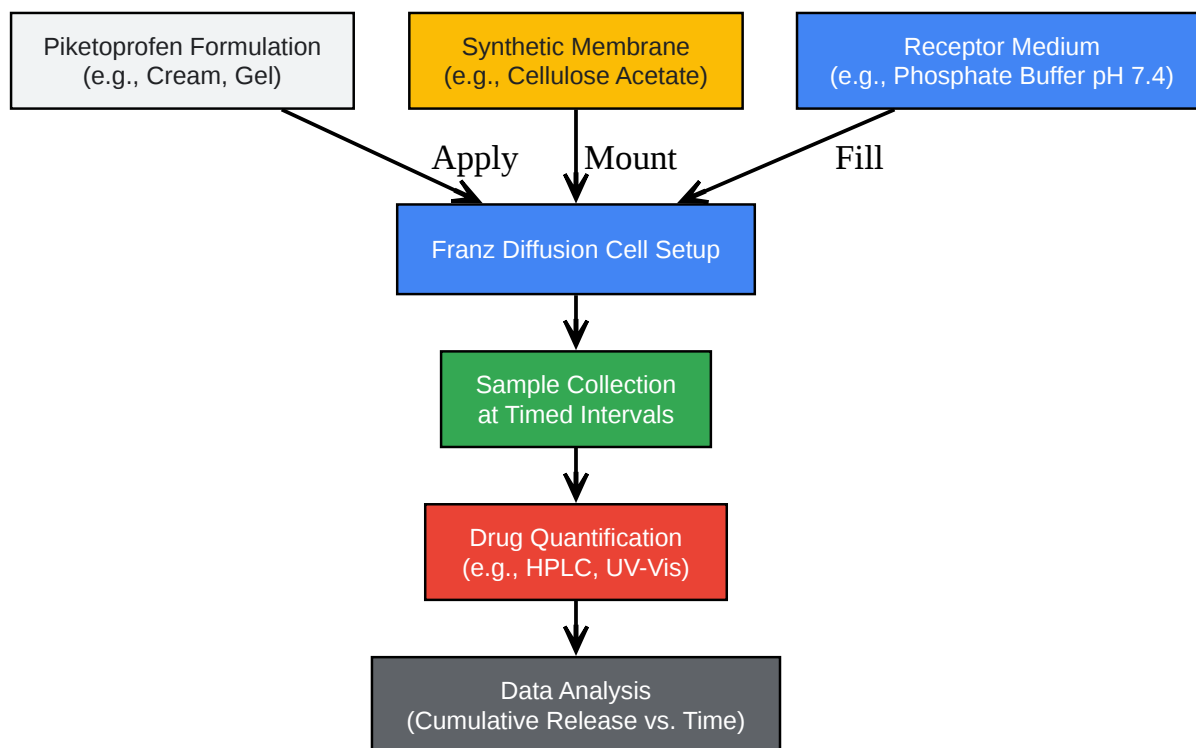 Piketoprofen Formulation
(e.g., Cream, Gel)
Synthetic Membrane
(e.g., Cellulose Acetate)
Receptor Medium
(e.g., Phosphate Buffer pH 7.4)
Apply
Mount
Fill
Franz Diffusion Cell Setup
Sample Collection
at Timed Intervals
Drug Quantification
(e.g., HPLC, UV-Vis)
Data Analysis
(Cumulative Release vs. Time)